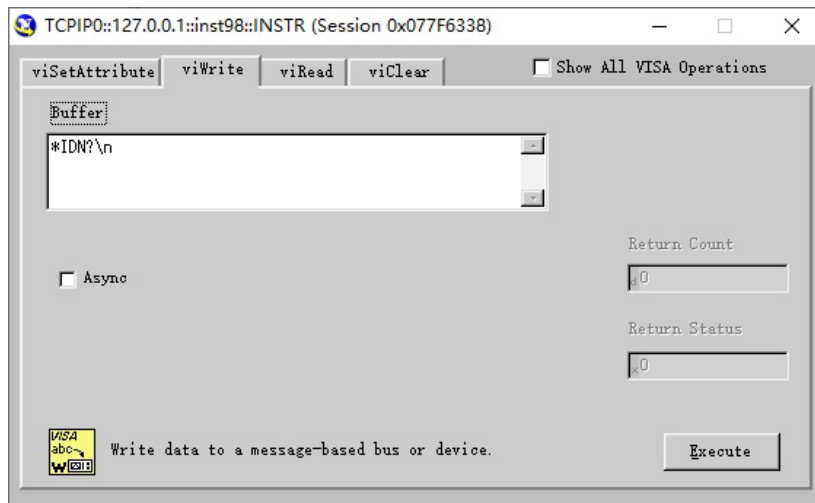 TCPIP0::127.0.0.1::inst98::INSTR (Session 0x077F6338)
viSetAttribute viWrite viRead viClear Show All VISA Operations
Buffer
*IDN?\n
Return Count
d 0
Async
Return Status
x 0
VISA
abc
W
Write data to a message-based bus or device.
Execute